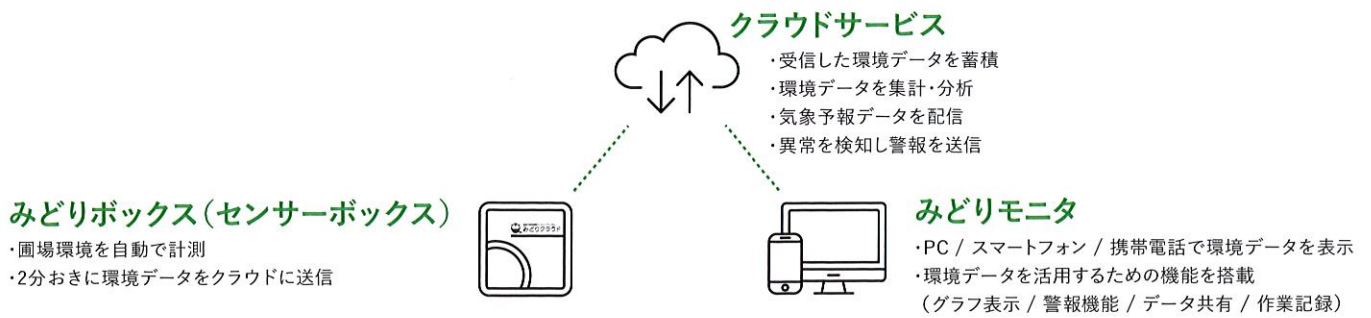 クラウドサービス
・受信した環境データを蓄積
・環境データを集計・分析
・気象予報データを配信
・異常を検知し警報を送信
みどりボックス（センサーボックス）
・圃場環境を自動で計測
・2分おきに環境データをクラウドに送信
みどりクラウド
みどりモニタ
・PC / スマートフォン / 携帯電話で環境データを表示
・環境データを活用するための機能を搭載
（グラフ表示 / 警報機能 / データ共有 / 作業記録）